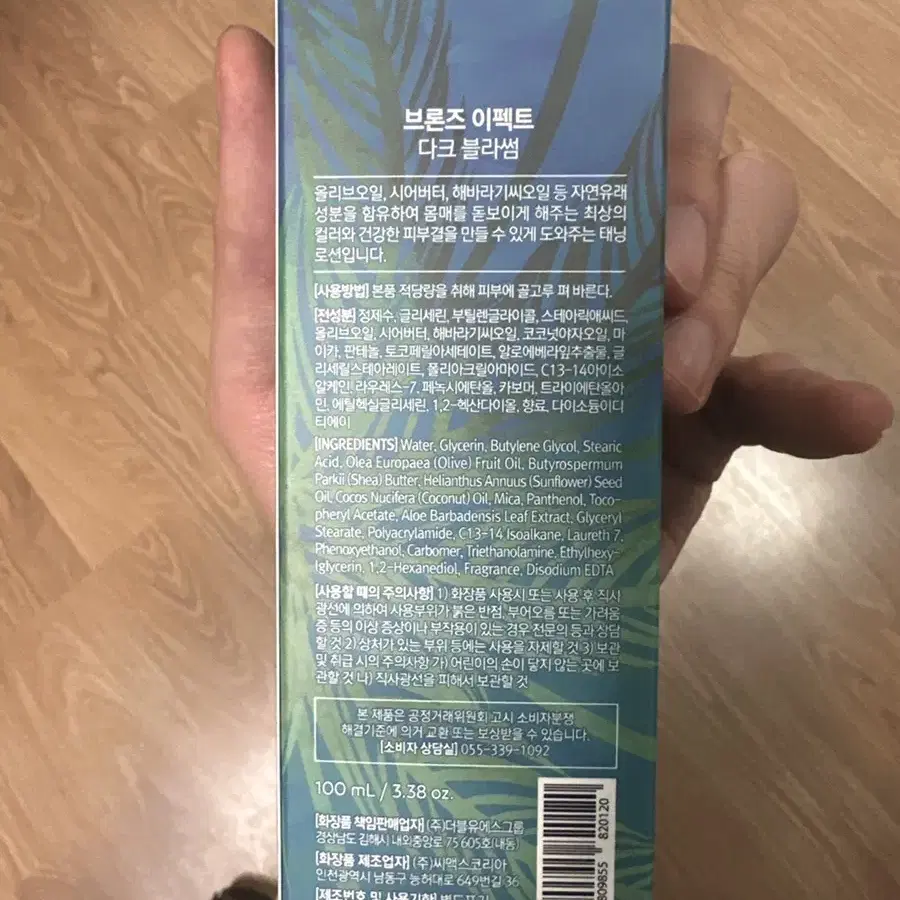 브론즈 이펙트
다크 블라썸
올리브오일, 시어버터, 해바라기씨오일 등 자연유래
성분을 함유하여 몸매를 돋보이게 해주는 최상의
컬러와 건강한 피부결을 만들 수 있게 도와주는 태닝
로션입니다.
[사용방법] 본품 적당량을 취해 피부에 골고루 펴 바른다.
[전성분] 정제수, 글리세린, 부틸렌글라이콜, 스테아릭애씨드,
올리브오일, 시어버터, 해바라기씨오일, 코코넛야자오일, 마
이카, 판테놀, 토코페릴아세테이트, 알로에베라잎추출물, 글
리세릴스테아레이트, 폴리아크릴아마이드, C13-14아이소
알케인, 라우레스-7, 페녹시에탄올, 카보머, 트라이에탄올아
민, 에틸헥실글리세린, 1,2-헥산다이올, 향료, 다이소듐이디
티에이
[INGREDIENTS] Water, Glycerin, Butylene Glycol, Stearic
Acid, Olea Europaea (Olive) Fruit Oil, Butyrospermum
Parkii (Shea) Butter, Helianthus Annuus (Sunflower) Seed
Oil, Cocos Nucifera (Coconut) Oil, Mica, Panthenol, Toco-
pheryl Acetate, Aloe Barbadensis Leaf Extract, Glyceryl
Stearate, Polyacrylamide, C13-14 Isoalkane, Laureth 7,
Phenoxyethanol, Carbomer, Triethanolamine, Ethylhexy-
lglycerin, 1,2-Hexanediol, Fragrance, Disodium EDTA
[사용할 때의 주의사항] 1) 화장품 사용시 또는 사용 후 직사
광선에 의하여 사용부위가 붉은 반점, 부어오름 또는 가려움
증 등의 이상 증상이나 부작용이 있는 경우 전문의 등과 상담
할 것 2) 상처가 있는 부위 등에는 사용을 자제할 것 3) 보관
및 취급 시의 주의사항 가) 어린이의 손이 닿지 않는 곳에 보
관할 것 나) 직사광선을 피해서 보관할 것
본 제품은 공정거래위원회 고시 소비자분쟁
해결기준에 의거 교환 또는 보상받을 수 있습니다.
[소비자 상담실] 055-339-1092
100 mL / 3.38 oz.
[화장품 책임판매업자] (주)더블유에스그룹
경상남도 김해시 내외중앙로 75 605호(내동)
[화장품 제조업자] (주)씨맥스코리아
인천광역시 남동구 능허대로 649번길 36
[제조번호 및 사용기한] 별도표기
809855 820120